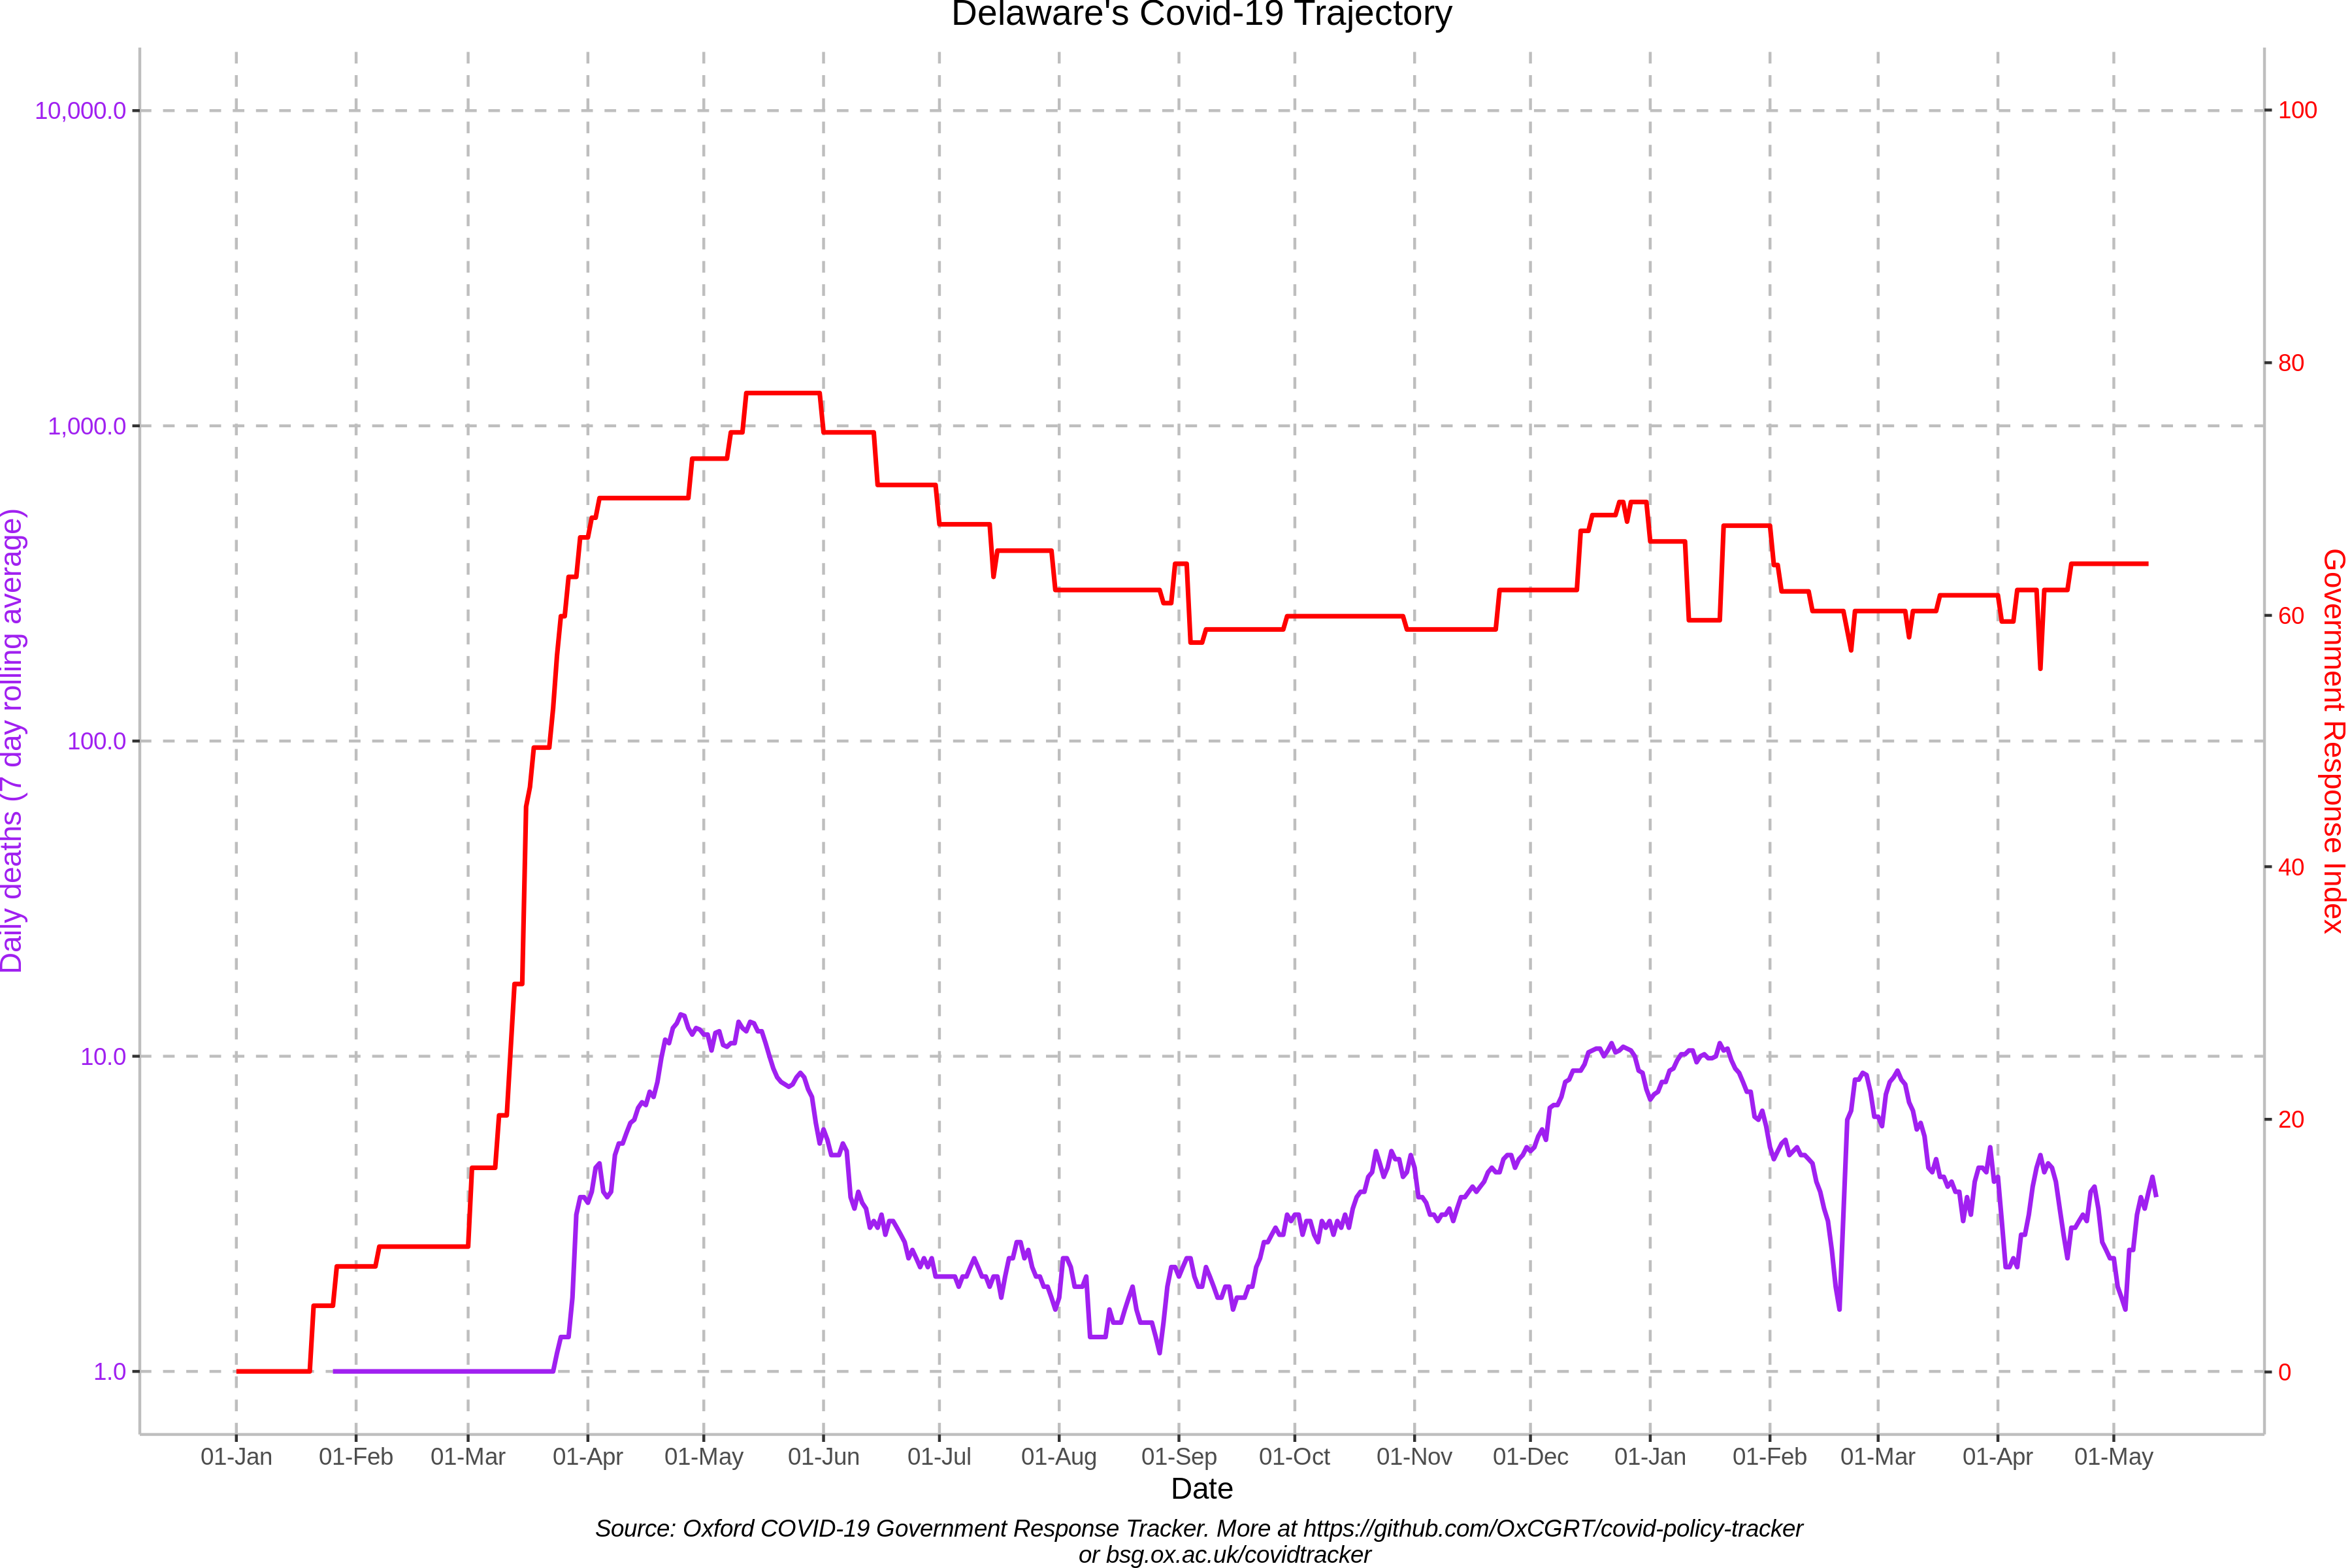 Delaware's Covid-19 Trajectory
10,000.0
1,000.0
100.0
10.0
1.0
Daily deaths (7 day rolling average)
100
80
60
40
20
0
Government Response Index
01-Jan 01-Feb 01-Mar 01-Apr 01-May 01-Jun 01-Jul 01-Aug 01-Sep 01-Oct 01-Nov 01-Dec 01-Jan 01-Feb 01-Mar 01-Apr 01-May
Date
Source: Oxford COVID-19 Government Response Tracker. More at https://github.com/OxCGRT/covid-policy-tracker
or bsg.ox.ac.uk/covidtracker